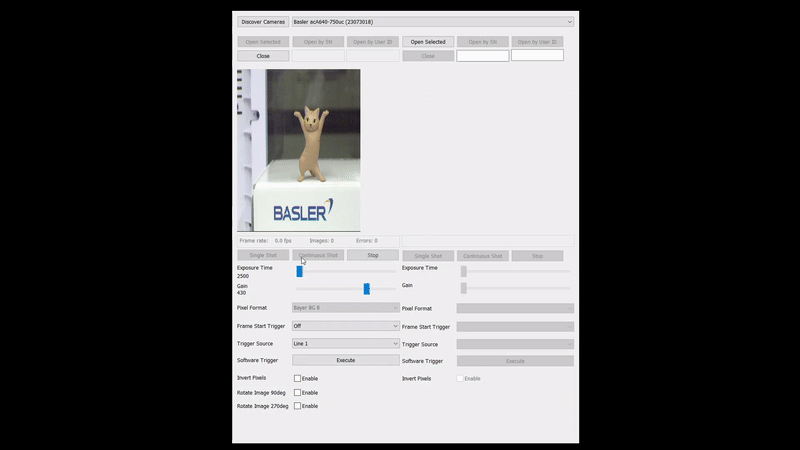 Discover Cameras Basler acA640-750uc (23073018)
Open Selected Open by SN Open by User ID Open Selected Open by SN Open by User ID
Close Close
BASLER
Frame rate: 0.0 fps Images: 0 Errors: 0
Single Shot Continuous Shot Stop Single Shot Continuous Shot Stop
Exposure Time Exposure Time
2500
Gain Gain
430
Pixel Format Bayer BG 8 Pixel Format
Frame Start Trigger Off Frame Start Trigger
Trigger Source Line 1 Trigger Source
Software Trigger Execute Software Trigger Execute
Invert Pixels Enable Invert Pixels Enable
Rotate Image 90deg Enable
Rotate Image 270deg Enable